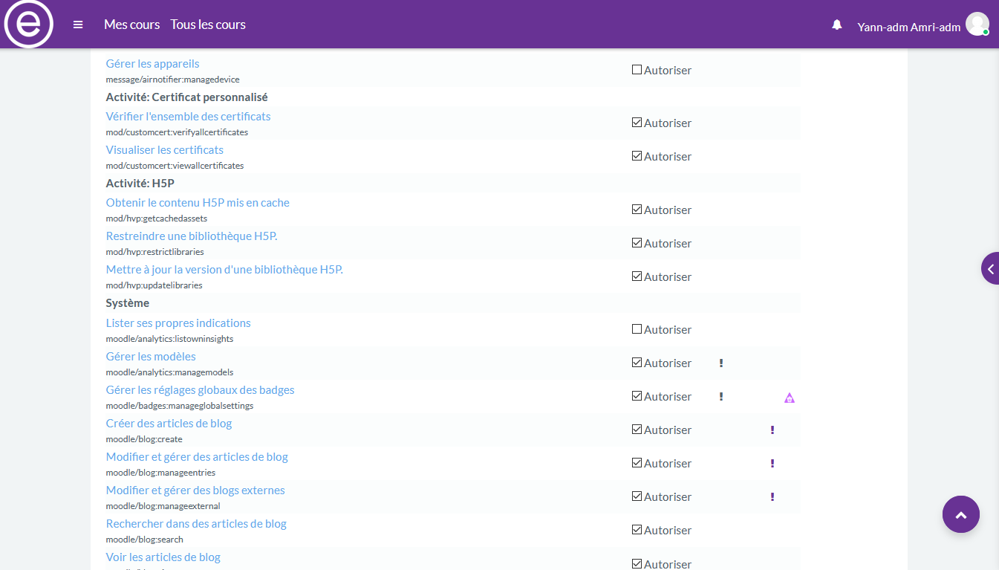 e
Mes cours Tous les cours
Yann-adm Amri-adm
Gérer les appareils
message/airnotifier:managedevice
Autoriser
Activité: Certificat personnalisé
Vérifier l'ensemble des certificats
mod/customcert:verifyallcertificates
Autoriser
Visualiser les certificats
mod/customcert:viewallcertificates
Autoriser
Activité: H5P
Obtenir le contenu H5P mis en cache
mod/hvp:getcachedassets
Autoriser
Restreindre une bibliothèque H5P.
mod/hvp:restrictlibraries
Autoriser
Mettre à jour la version d'une bibliothèque H5P.
mod/hvp:updatelibraries
Autoriser
Système
Lister ses propres indications
moodle/analytics:listowninsights
Autoriser
Gérer les modèles
moodle/analytics:managemodels
Autoriser !
Gérer les réglages globaux des badges
moodle/badges:manageglobalsettings
Autoriser !
Créer des articles de blog
moodle/blog:create
Autoriser !
Modifier et gérer des articles de blog
moodle/blog:manageentries
Autoriser !
Modifier et gérer des blogs externes
moodle/blog:manageexternal
Autoriser !
Rechercher dans des articles de blog
moodle/blog:search
Autoriser
Voir les articles de blog
Autoriser